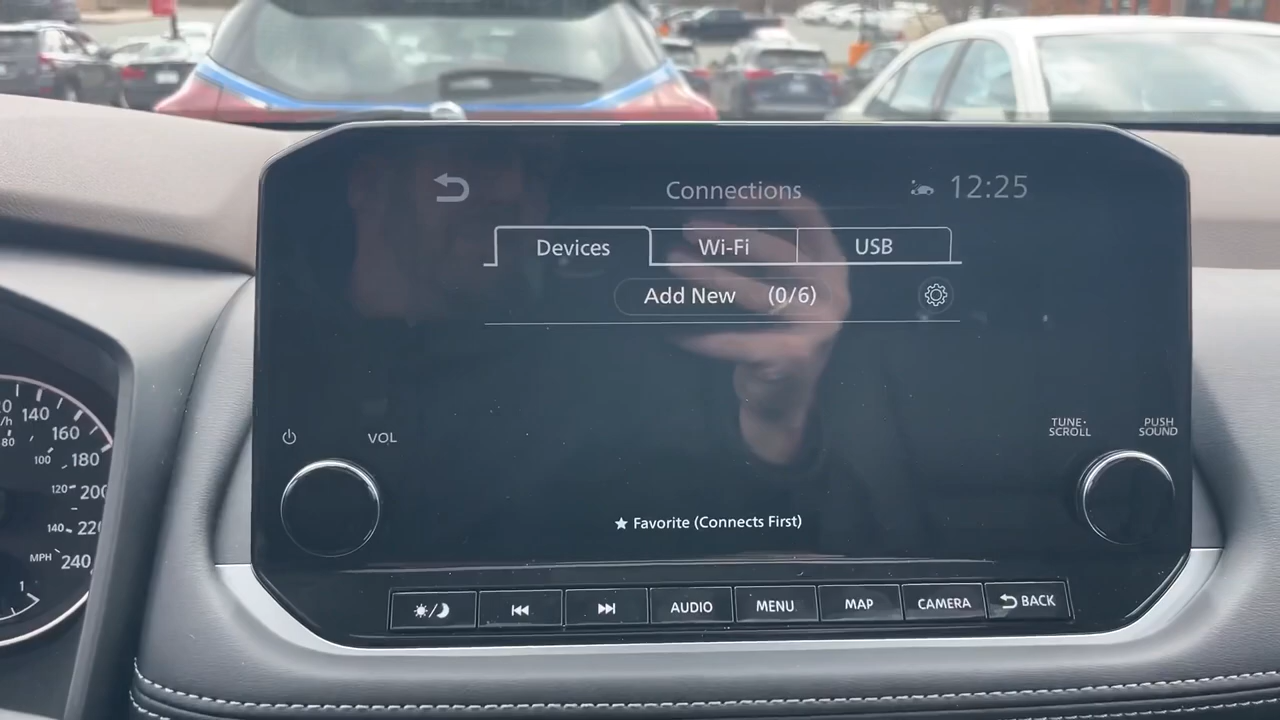 Connections 12:25
Devices Wi-Fi USB
Add New (0/6)
VOL
TUNE·
SCROLL
PUSH
SOUND
★ Favorite (Connects First)
AUDIO MENU MAP CAMERA BACK
140
160
180
200
240
80
100
120
140
MPH
1